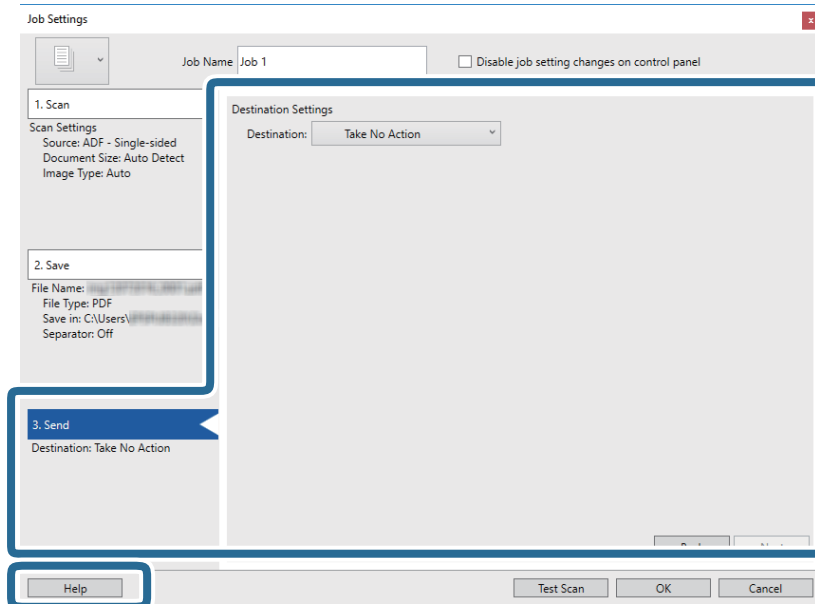 Job Settings
x
Job Name Job 1 Disable job setting changes on control panel
1. Scan
Scan Settings
Source: ADF - Single-sided
Document Size: Auto Detect
Image Type: Auto
2. Save
File Name:
File Type: PDF
Save in: C:\Users\
Separator: Off
3. Send
Destination: Take No Action
Destination Settings
Destination: Take No Action
Help Test Scan OK Cancel